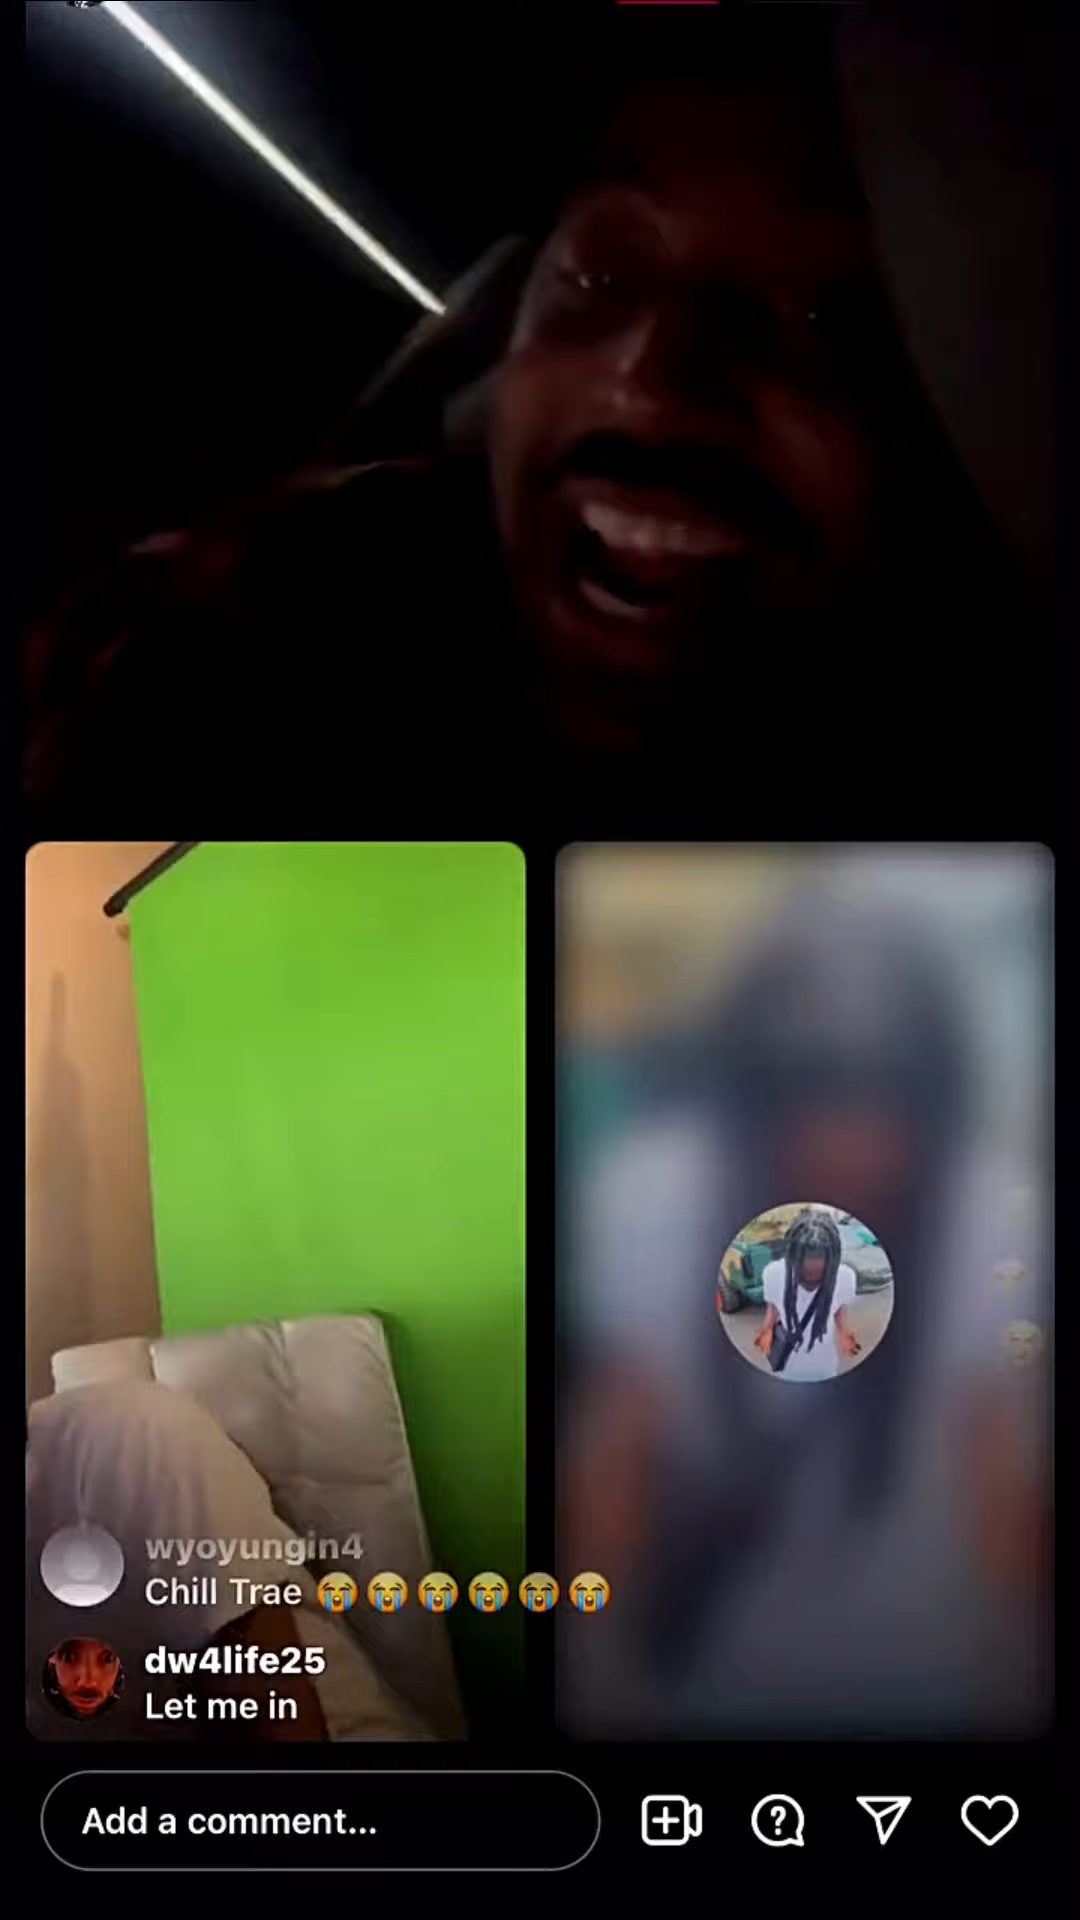 wyoyungin4
Chill Trae 😭😭😭😭😭😭
dw4life25
Let me in
Add a comment...